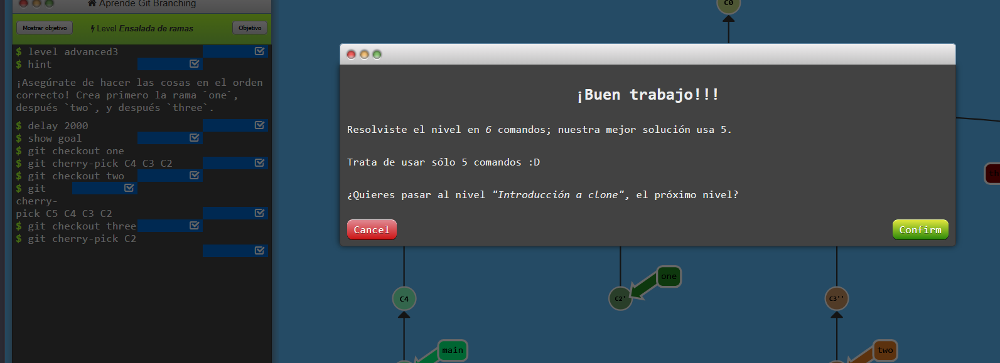 Aprende Git Branching
Mostrar objetivo
Level Ensalada de ramas
Objetivo
$ level advanced3
$ hint
¡Asegúrate de hacer las cosas en el orden
correcto! Crea primero la rama `one`,
después `two`, y después `three`.
$ delay 2000
$ show goal
$ git checkout one
$ git cherry-pick C4 C3 C2
$ git checkout two
$ git
cherry-
pick C5 C4 C3 C2
$ git checkout three
$ git cherry-pick C2
C0
¡Buen trabajo!!!
Resolviste el nivel en 6 comandos; nuestra mejor solución usa 5.
Trata de usar sólo 5 comandos :D
¿Quieres pasar al nivel "Introducción a clone", el próximo nivel?
Cancel
Confirm
one
C4
C2'
C3''
main
two